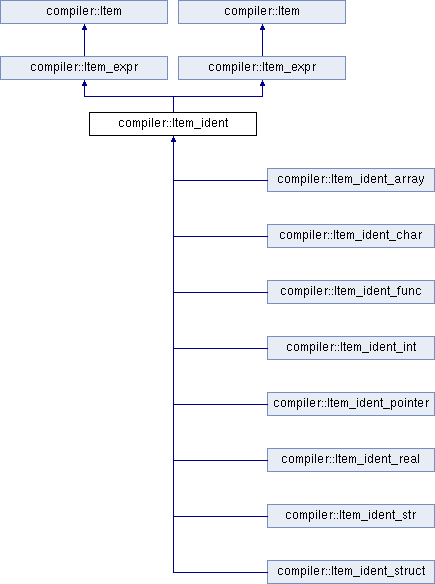 compiler::Item
compiler::Item
compiler::Item_expr
compiler::Item_expr
compiler::Item_ident
compiler::Item_ident_array
compiler::Item_ident_char
compiler::Item_ident_func
compiler::Item_ident_int
compiler::Item_ident_pointer
compiler::Item_ident_real
compiler::Item_ident_str
compiler::Item_ident_struct